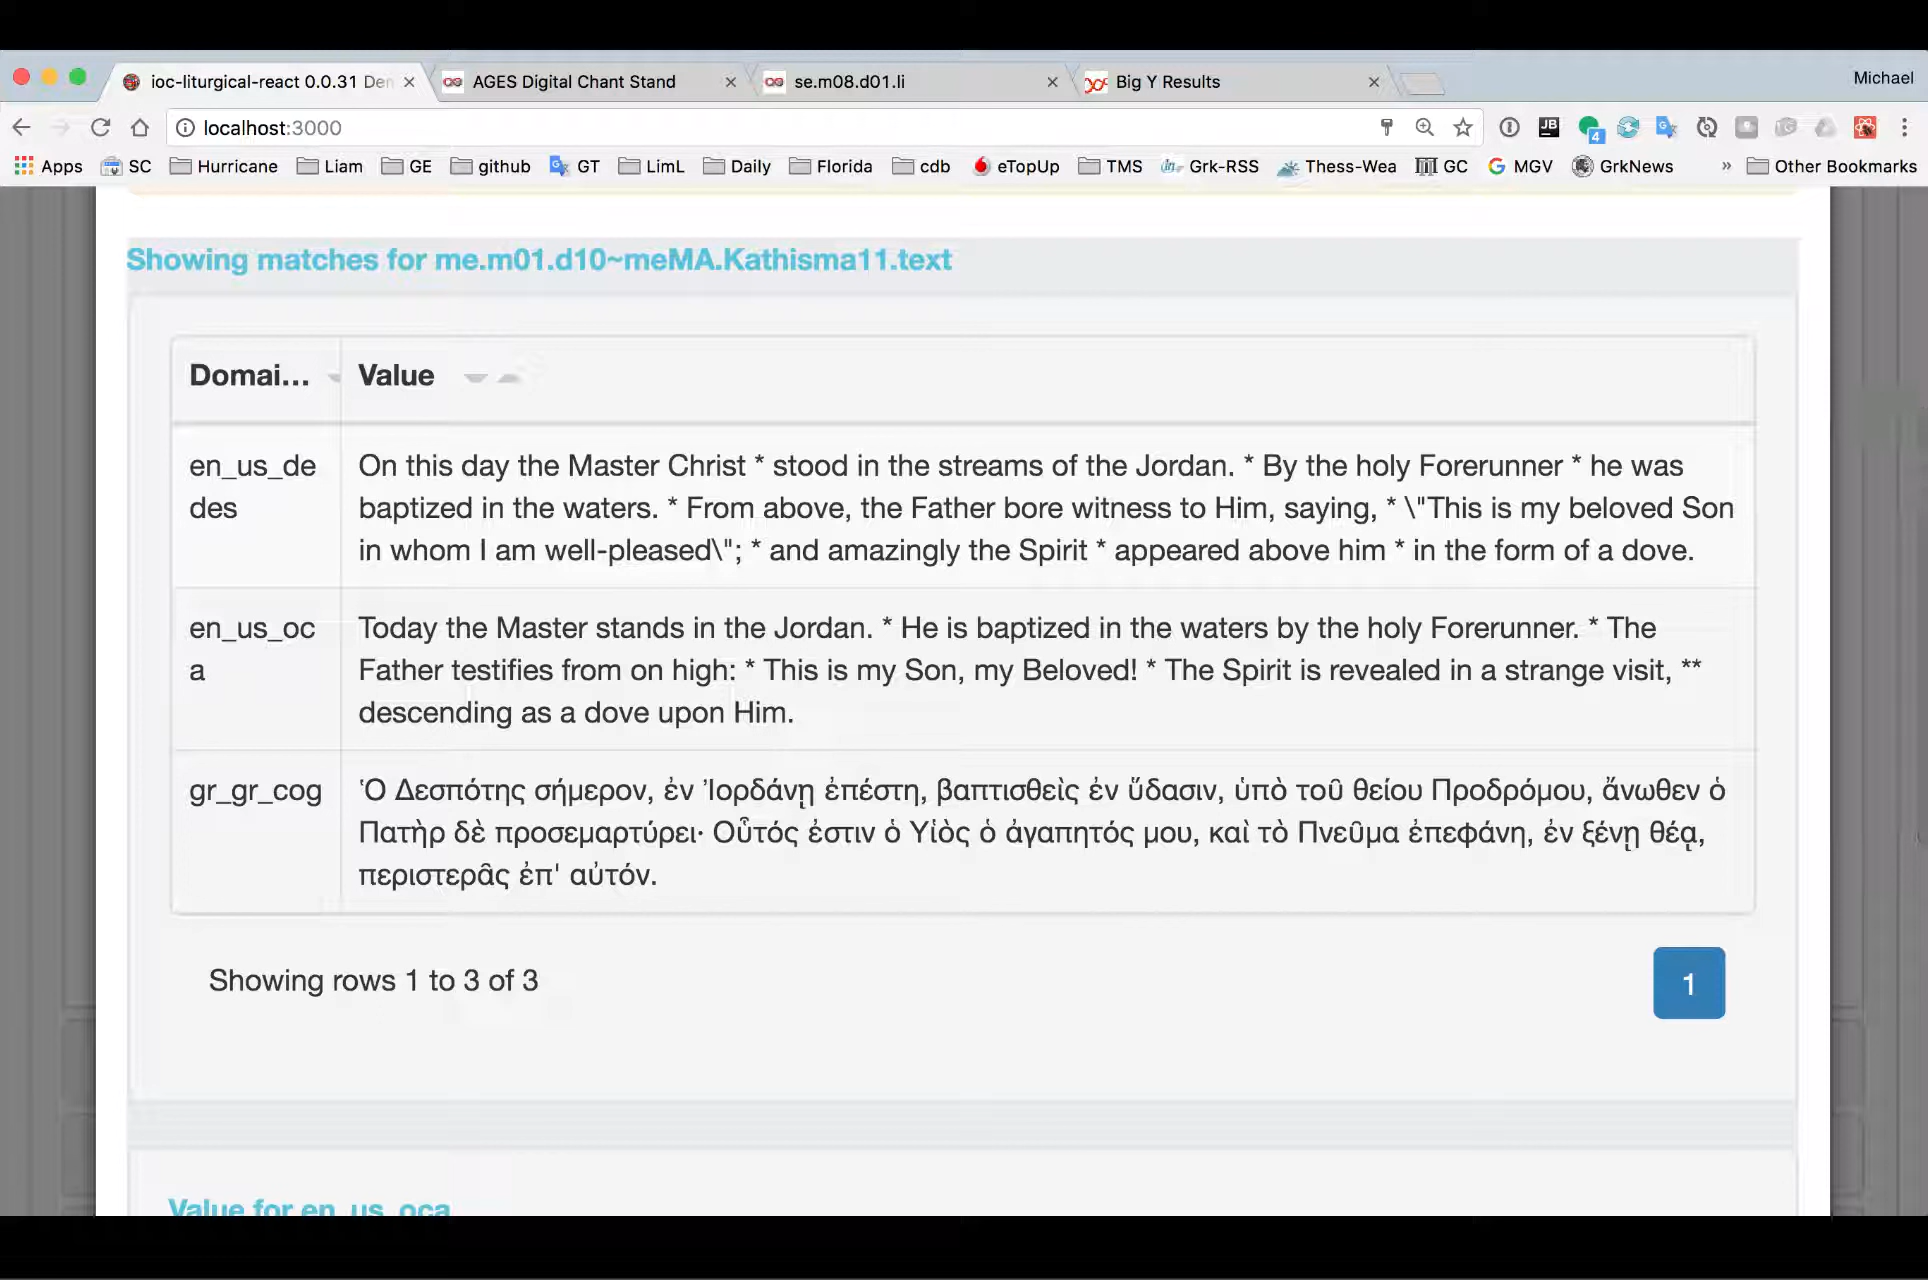 ioc-liturgical-react 0.0.31 Den
AGES Digital Chant Stand
se.m08.d01.li
Big Y Results
Michael
localhost:3000
4
JB
Apps SC Hurricane Liam GE github GT LimL Daily Florida cdb eTopUp TMS Grk-RSS Thess-Wea GC MGV GrkNews » Other Bookmarks
Showing matches for me.m01.d10~meMA.Kathisma11.text
Domai... Value
en_us_de
des
On this day the Master Christ * stood in the streams of the Jordan. * By the holy Forerunner * he was
baptized in the waters. * From above, the Father bore witness to Him, saying, * \"This is my beloved Son
in whom I am well-pleased\"; * and amazingly the Spirit * appeared above him * in the form of a dove.
en_us_oc
a
Today the Master stands in the Jordan. * He is baptized in the waters by the holy Forerunner. * The
Father testifies from on high: * This is my Son, my Beloved! * The Spirit is revealed in a strange visit, **
descending as a dove upon Him.
gr_gr_cog
Ὁ Δεσπότης σήμερον, ἐν Ἰορδάνῃ ἐπέστη, βαπτισθεὶς ἐν ὕδασιν, ὑπὸ τοῦ θείου Προδρόμου, ἄνωθεν ὁ
Πατὴρ δὲ προσεμαρτύρει· Οὗτός ἐστιν ὁ Υἱὸς ὁ ἀγαπητός μου, καὶ τὸ Πνεῦμα ἐπεφάνη, ἐν ξένῃ θέᾳ,
περιστερᾶς ἐπ' αὐτόν.
Showing rows 1 to 3 of 3
1
Value for en_us_oca